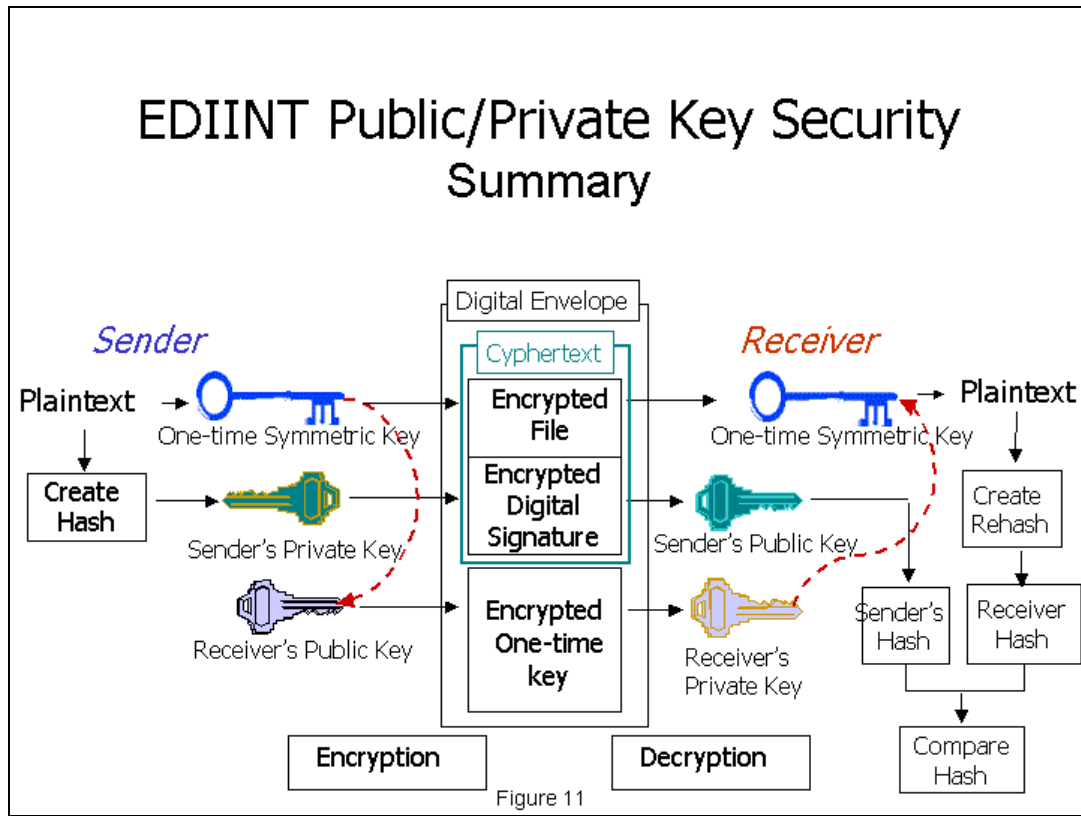 EDIINT Public/Private Key Security
Summary
Digital Envelope
Sender
Cyphertext
Receiver
Plaintext
One-time Symmetric Key
Encrypted
File
One-time Symmetric Key
Plaintext
Create
Hash
Sender's Private Key
Encrypted
Digital
Signature
Sender's Public Key
Create
Rehash
Receiver's Public Key
Encrypted
One-time
key
Receiver's
Private Key
Sender's
Hash
Receiver
Hash
Encryption
Decryption
Compare
Hash
Figure 11